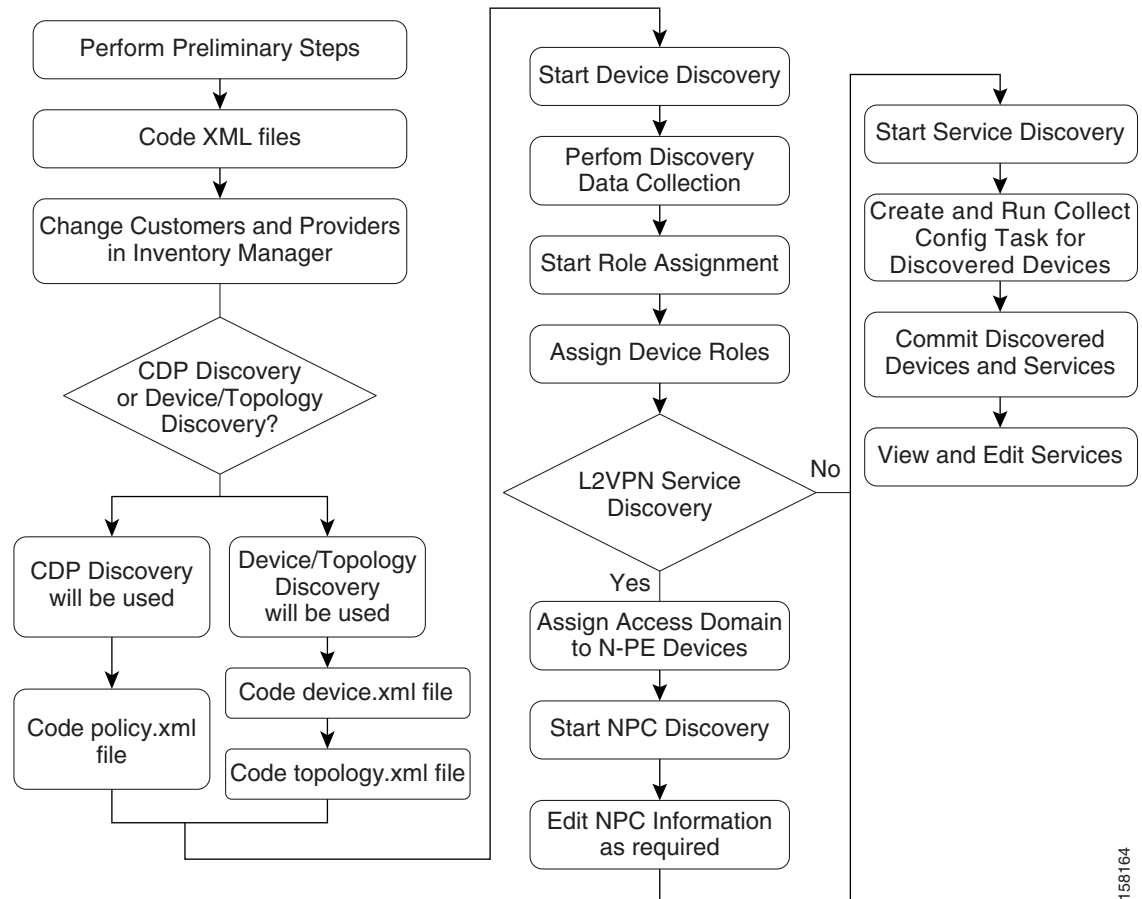 Perform Preliminary Steps
Code XML files
Change Customers and Providers
in Inventory Manager
CDP Discovery
or Device/Topology
Discovery?
CDP Discovery
will be used
Device/Topology
Discovery
will be used
Code policy.xml
file
Code device.xml file
Code topology.xml file
Start Device Discovery
Perfom Discovery
Data Collection
Start Role Assignment
Assign Device Roles
L2VPN Service
Discovery
No
Yes
Assign Access Domain
to N-PE Devices
Start NPC Discovery
Edit NPC Information
as required
Start Service Discovery
Create and Run Collect
Config Task for
Discovered Devices
Commit Discovered
Devices and Services
View and Edit Services
158164